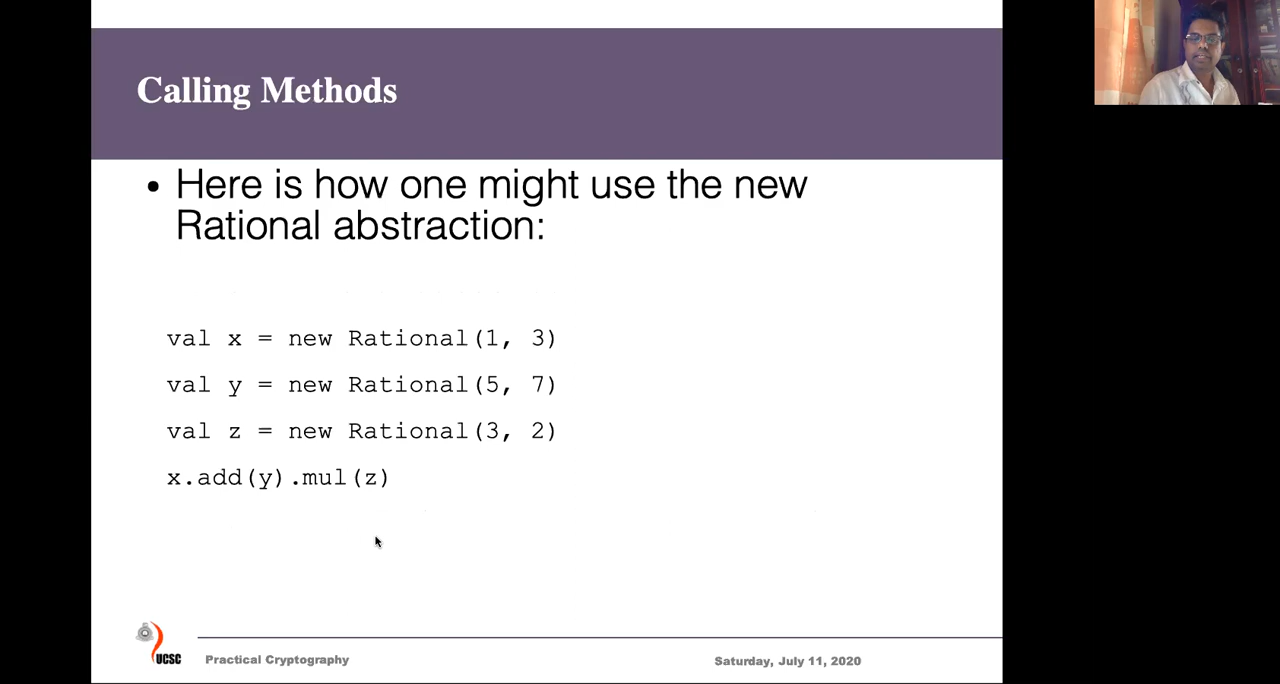 Calling Methods
• Here is how one might use the new
Rational abstraction:
val x = new Rational(1, 3)
val y = new Rational(5, 7)
val z = new Rational(3, 2)
x.add(y).mul(z)
UCSC
Practical Cryptography
Saturday, July 11, 2020